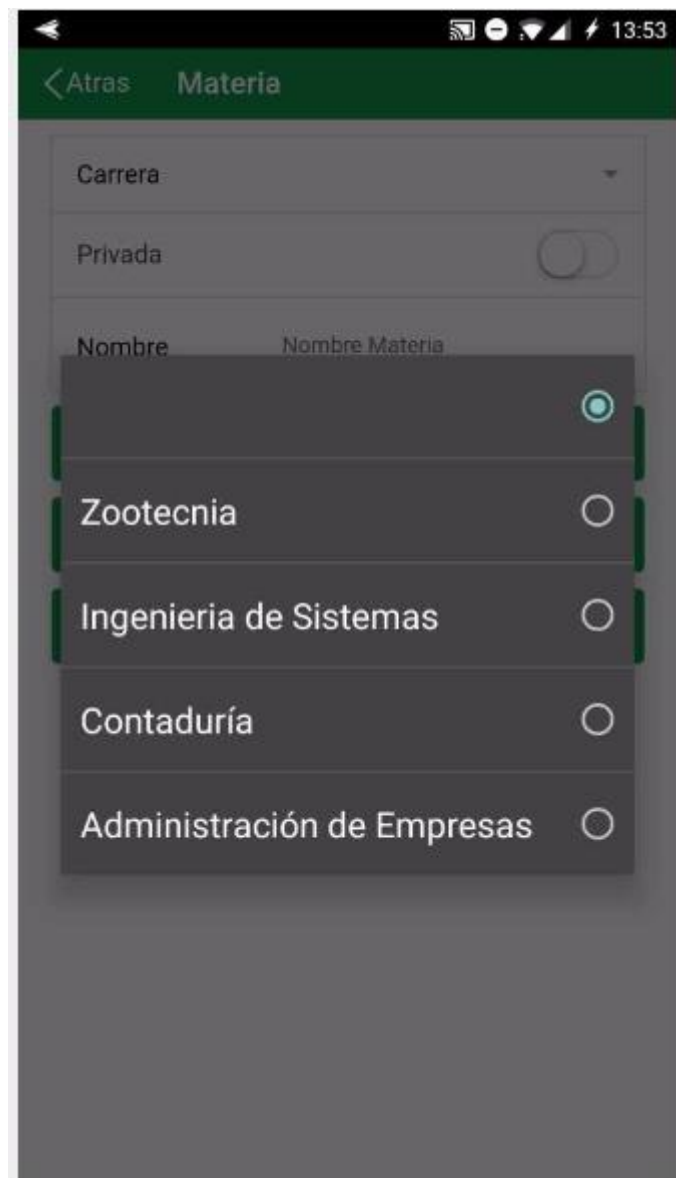 13:53
Atras Materia
Carrera
Privada
Nombre Nombre Materia
Zootecnia
Ingenieria de Sistemas
Contaduría
Administración de Empresas